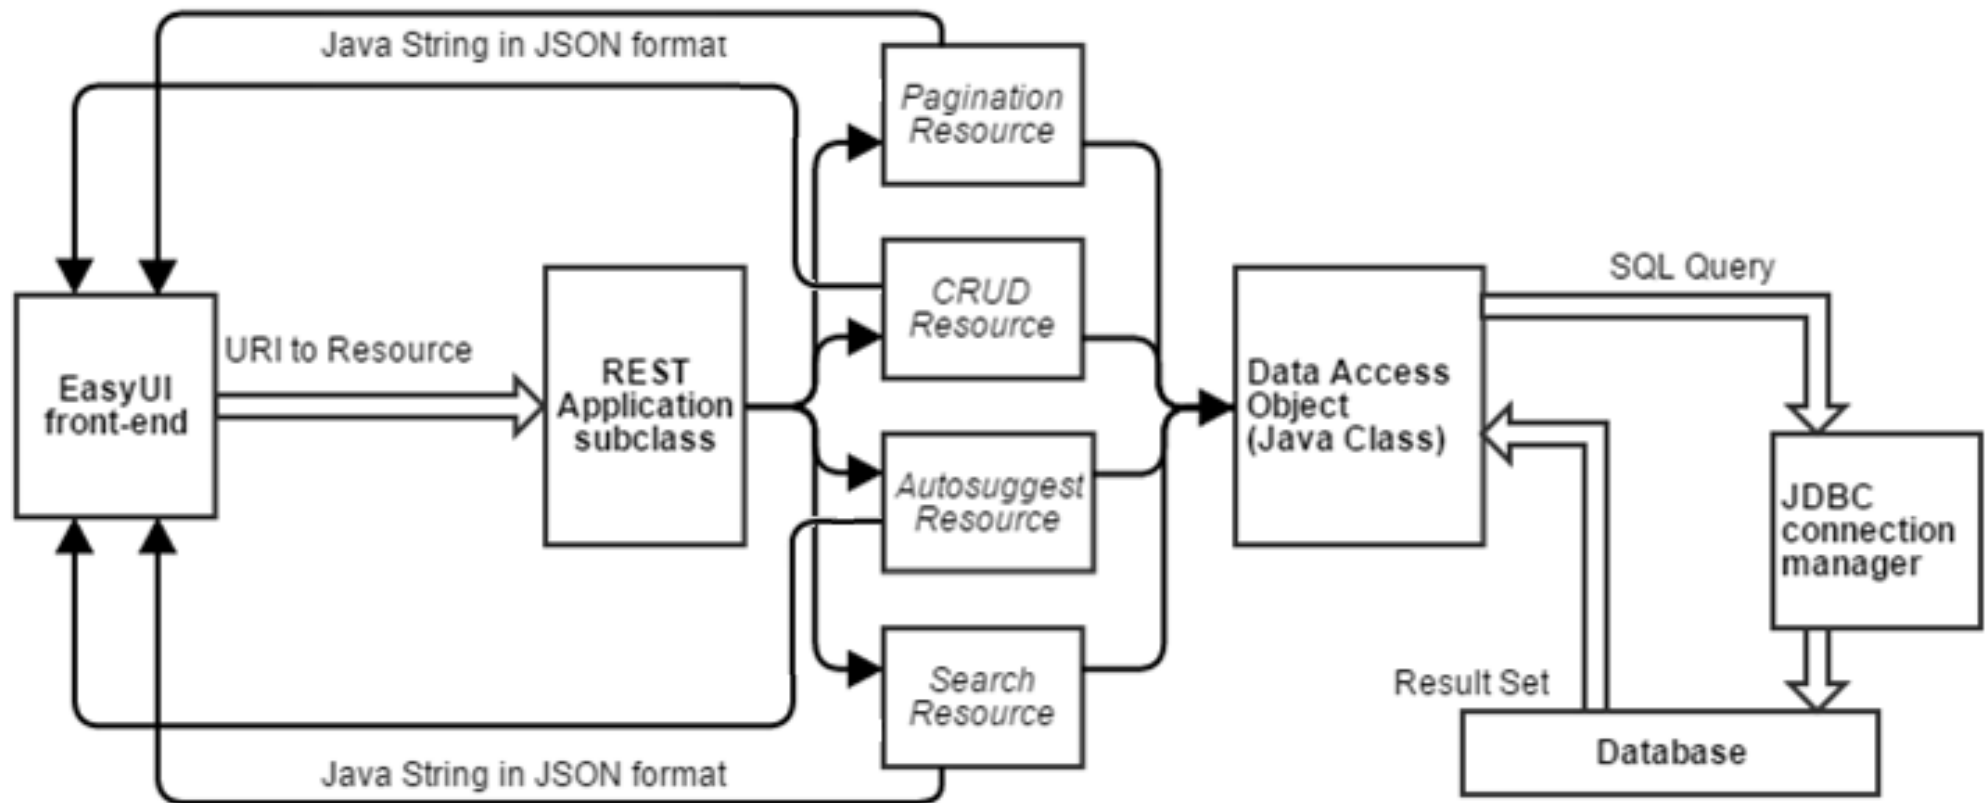 Java String in JSON format
Pagination
Resource
CRUD
Resource
SQL Query
URI to Resource
EasyUI
front-end
REST
Application
subclass
Data Access
Object
(Java Class)
Autosuggest
Resource
JDBC
connection
manager
Search
Resource
Result Set
Database
Java String in JSON format